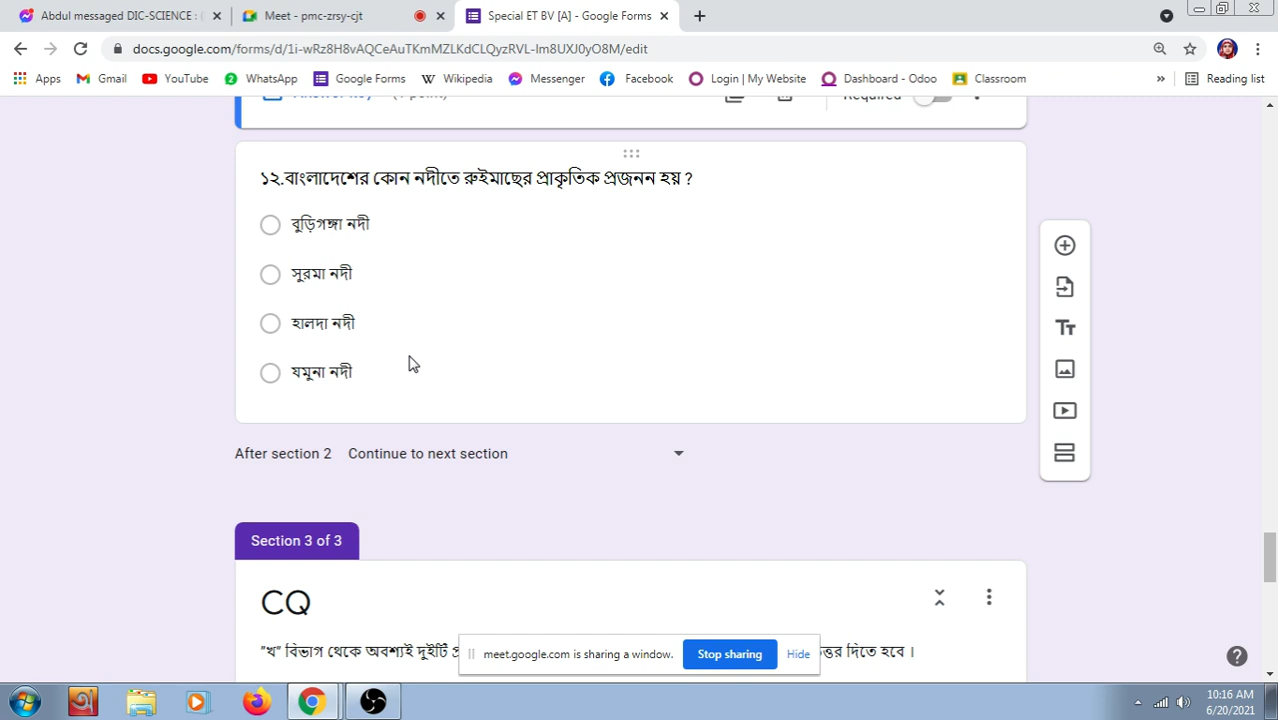 Abdul messaged DIC-SCIENCE :
Meet - pmc-zrsy-cjt
Special ET BV [A] - Google Forms
docs.google.com/forms/d/1i-wRz8H8vAQCeAuTKmMZLKdCLQyzRVL-Im8UXJ0yO8M/edit
Apps Gmail YouTube WhatsApp Google Forms Wikipedia Messenger Facebook Login | My Website Dashboard - Odoo Classroom » Reading list
Required
১২.বাংলাদেশের কোন নদীতে রুইমাছের প্রাকৃতিক প্রজনন হয় ?
বুড়িগঙ্গা নদী
সুরমা নদী
হালদা নদী
যমুনা নদী
After section 2 Continue to next section
Section 3 of 3
CQ
"খ" বিভাগ থেকে অবশ্যই দুইটি
দিতে হবে ।
meet.google.com is sharing a window. Stop sharing Hide
10:16 AM
6/20/2021